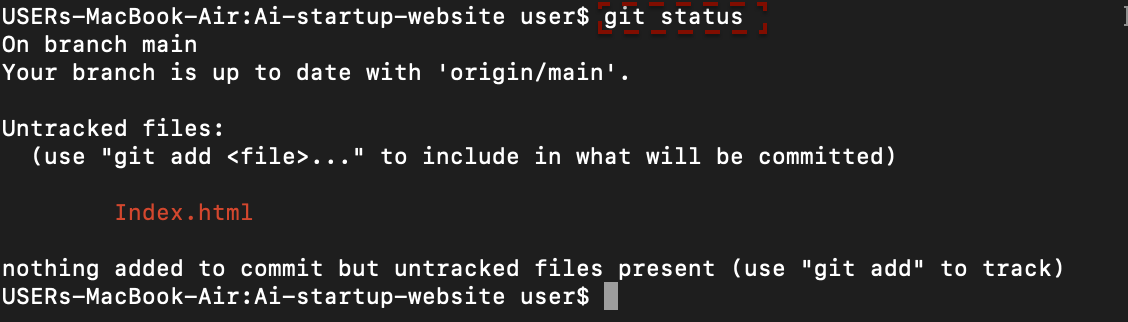 USERs-MacBook-Air:Ai-startup-website user$ git status
On branch main
Your branch is up to date with 'origin/main'.
Untracked files:
(use "git add <file>..." to include in what will be committed)
Index.html
nothing added to commit but untracked files present (use "git add" to track)
USERs-MacBook-Air:Ai-startup-website user$